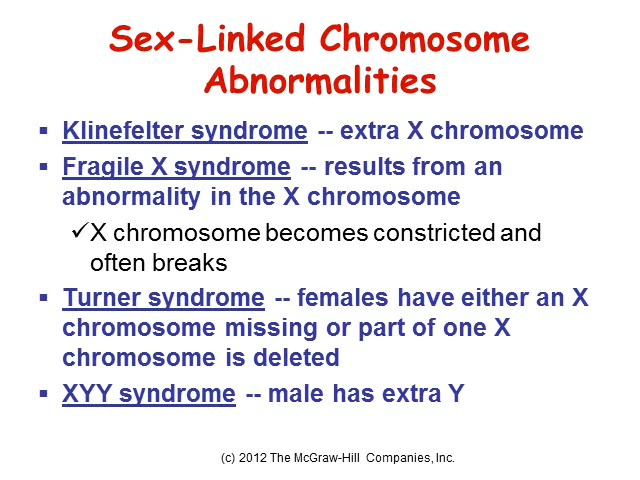 Sex-Linked Chromosome
Abnormalities
▪ Klinefelter syndrome -- extra X chromosome
▪ Fragile X syndrome -- results from an
abnormality in the X chromosome
✓X chromosome becomes constricted and
often breaks
▪ Turner syndrome -- females have either an X
chromosome missing or part of one X
chromosome is deleted
▪ XYY syndrome -- male has extra Y
(c) 2012 The McGraw-Hill Companies, Inc.